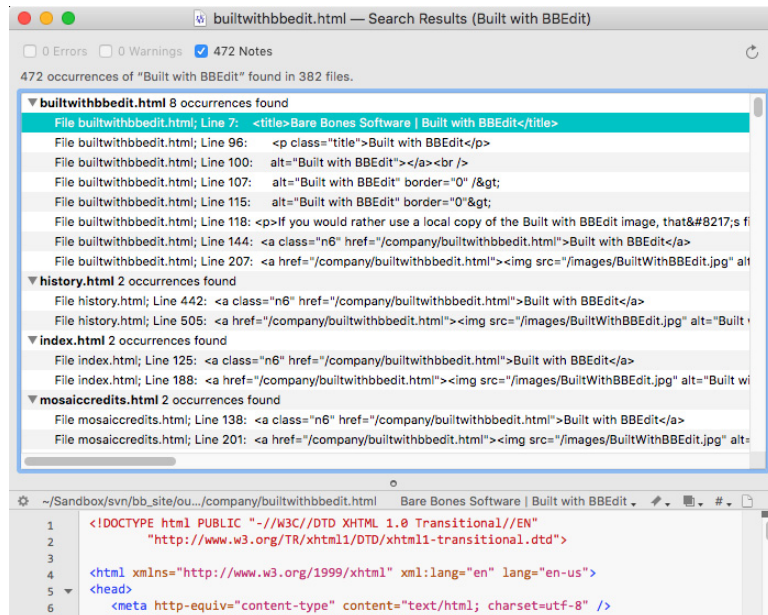 builtwithbbedit.html — Search Results (Built with BBEdit)
0 Errors 0 Warnings 472 Notes
472 occurrences of “Built with BBEdit” found in 382 files.
builtwithbbedit.html 8 occurrences found
File builtwithbbedit.html; Line 7: <title>Bare Bones Software | Built with BBEdit</title>
File builtwithbbedit.html; Line 96: <p class="title">Built with BBEdit</p>
File builtwithbbedit.html; Line 100: alt="Built with BBEdit"></a><br />
File builtwithbbedit.html; Line 107: alt="Built with BBEdit" border="0" /&gt;
File builtwithbbedit.html; Line 115: alt="Built with BBEdit" border="0"&gt;
File builtwithbbedit.html; Line 118: <p>If you would rather use a local copy of the Built with BBEdit image, that&#8217;s fi
File builtwithbbedit.html; Line 144: <a class="n6" href="/company/builtwithbbedit.html">Built with BBEdit</a>
File builtwithbbedit.html; Line 207: <a href="/company/builtwithbbedit.html"><img src="/images/BuiltWithBBEdit.jpg" alt
history.html 2 occurrences found
File history.html; Line 442: <a class="n6" href="/company/builtwithbbedit.html">Built with BBEdit</a>
File history.html; Line 505: <a href="/company/builtwithbbedit.html"><img src="/images/BuiltWithBBEdit.jpg" alt="Built
index.html 2 occurrences found
File index.html; Line 125: <a class="n6" href="/company/builtwithbbedit.html">Built with BBEdit</a>
File index.html; Line 188: <a href="/company/builtwithbbedit.html"><img src="/images/BuiltWithBBEdit.jpg" alt="Built wi
mosaiccredits.html 2 occurrences found
File mosaiccredits.html; Line 138: <a class="n6" href="/company/builtwithbbedit.html">Built with BBEdit</a>
File mosaiccredits.html; Line 201: <a href="/company/builtwithbbedit.html"><img src="/images/BuiltWithBBEdit.jpg" alt=
~/Sandbox/svn/bb_site/ou.../company/builtwithbbedit.html Bare Bones Software | Built with BBEdit #
1 <!DOCTYPE html PUBLIC "-//W3C//DTD XHTML 1.0 Transitional//EN"
2 "http://www.w3.org/TR/xhtml1/DTD/xhtml1-transitional.dtd">
3
4 <html xmlns="http://www.w3.org/1999/xhtml" xml:lang="en" lang="en-us">
5 <head>
6 <meta http-equiv="content-type" content="text/html; charset=utf-8" />